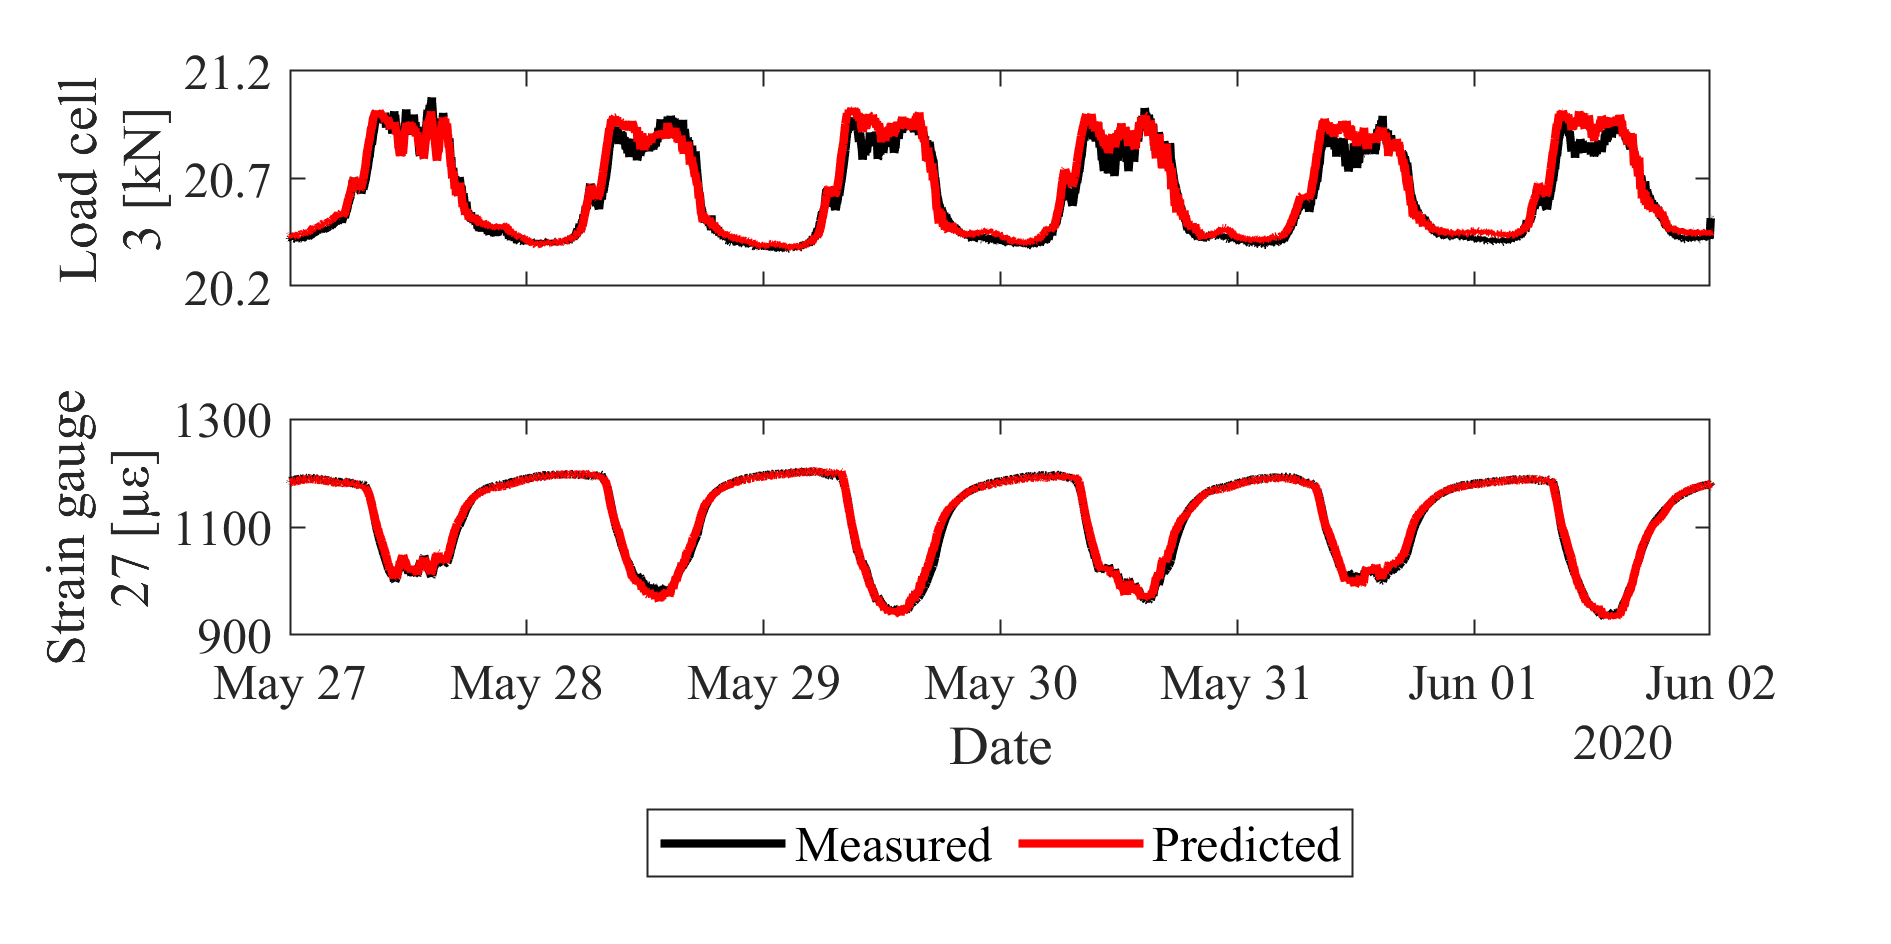 Load cell
3 [kN]
21.2
20.7
20.2
Strain gauge
27 [με]
1300
1100
900
May 27 May 28 May 29 May 30 May 31 Jun 01 Jun 02
Date
2020
Measured Predicted